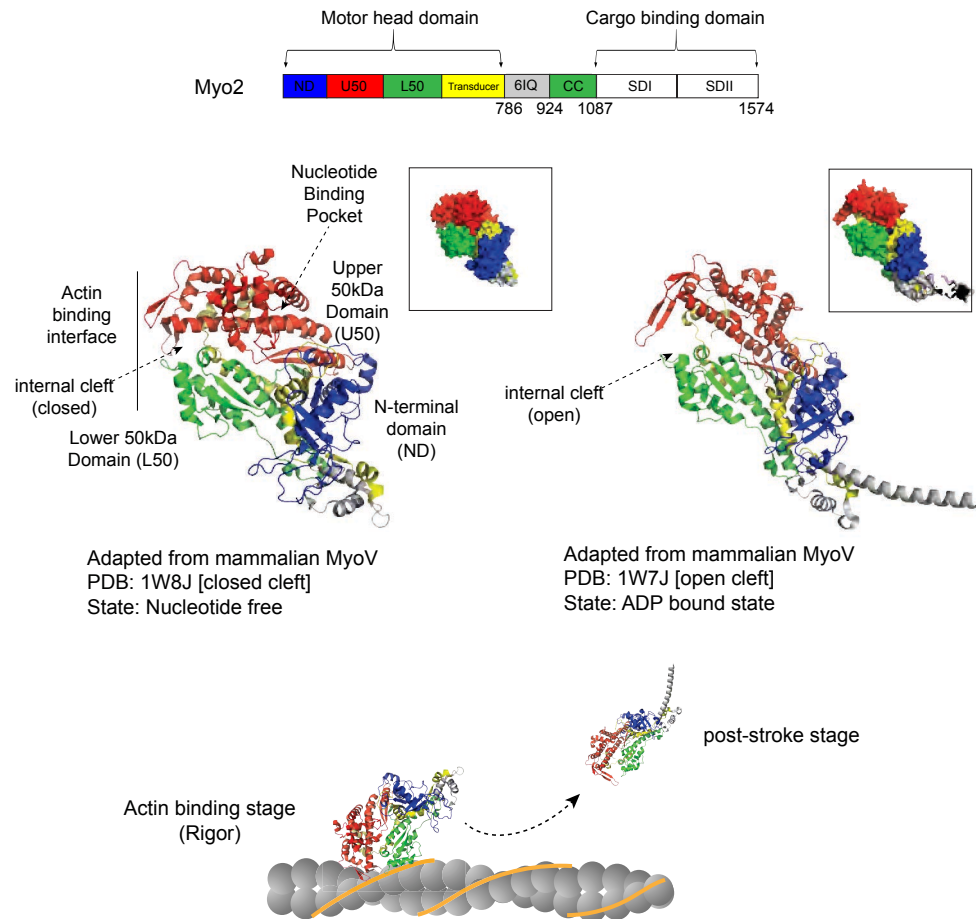 Motor head domain
Cargo binding domain
Myo2
ND
U50
L50
Transducer
6IQ
CC
SDI
SDII
786
924
1087
1574
Nucleotide
Binding
Pocket
Actin
binding
interface
Upper
50kDa
Domain
(U50)
internal cleft
(closed)
Lower 50kDa
Domain (L50)
N-terminal
domain
(ND)
internal cleft
(open)
Adapted from mammalian MyoV
PDB: 1W8J [closed cleft]
State: Nucleotide free
Adapted from mammalian MyoV
PDB: 1W7J [open cleft]
State: ADP bound state
post-stroke stage
Actin binding stage
(Rigor)